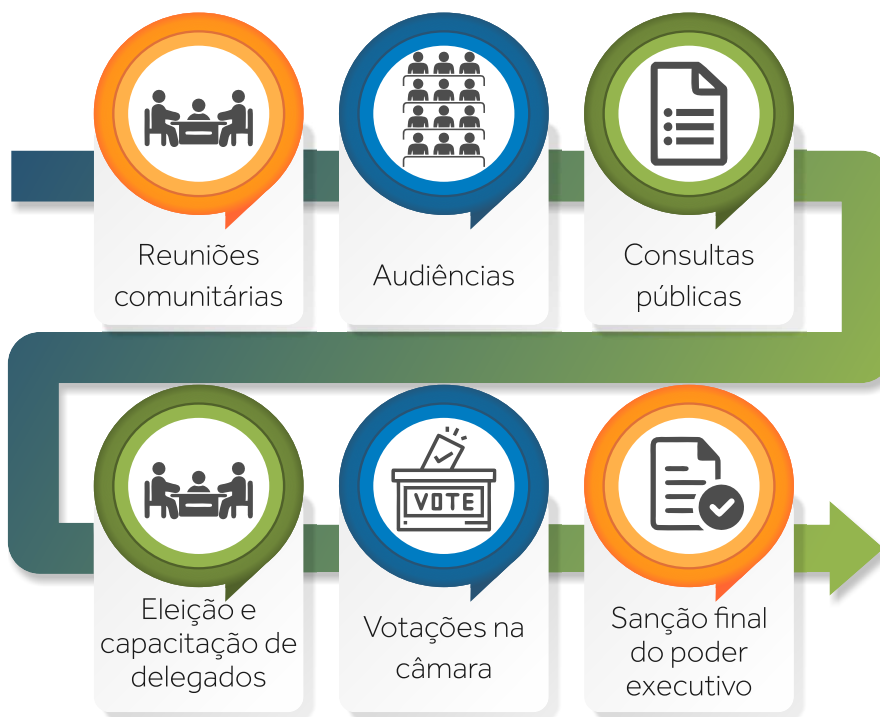 Reuniões
comunitárias
Audiências
Consultas
públicas
Eleição e
capacitação de
delegados
VOTE
Votações na
câmara
Sanção final
do poder
executivo